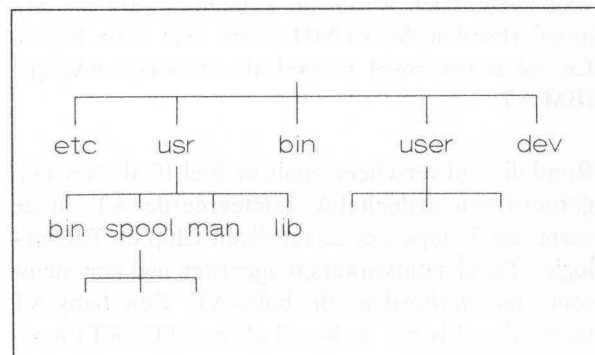 etc usr bin user dev
bin spool man lib